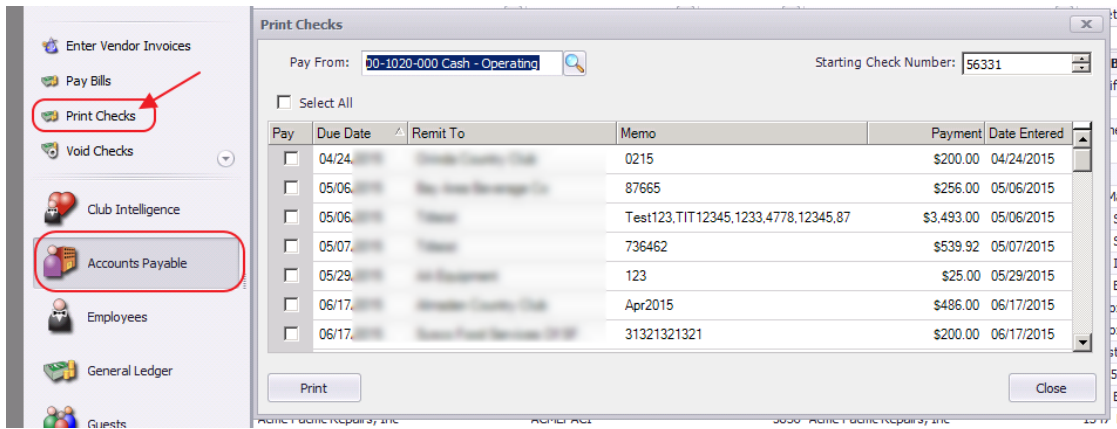 Enter Vendor Invoices
Pay Bills
Print Checks
Void Checks
Club Intelligence
Accounts Payable
Employees
General Ledger
Guests
Print Checks
Pay From: 00-1020-000 Cash - Operating
Starting Check Number: 56331
Select All
Pay Due Date Remit To Memo Payment Date Entered
04/24 0215 $200.00 04/24/2015
05/06 87665 $256.00 05/06/2015
05/06 Test123,TIT12345,1233,4778,12345,87 $3,493.00 05/06/2015
05/07 736462 $539.92 05/07/2015
05/29 123 $25.00 05/29/2015
06/17 Apr2015 $486.00 06/17/2015
06/17 31321321321 $200.00 06/17/2015
Print Close